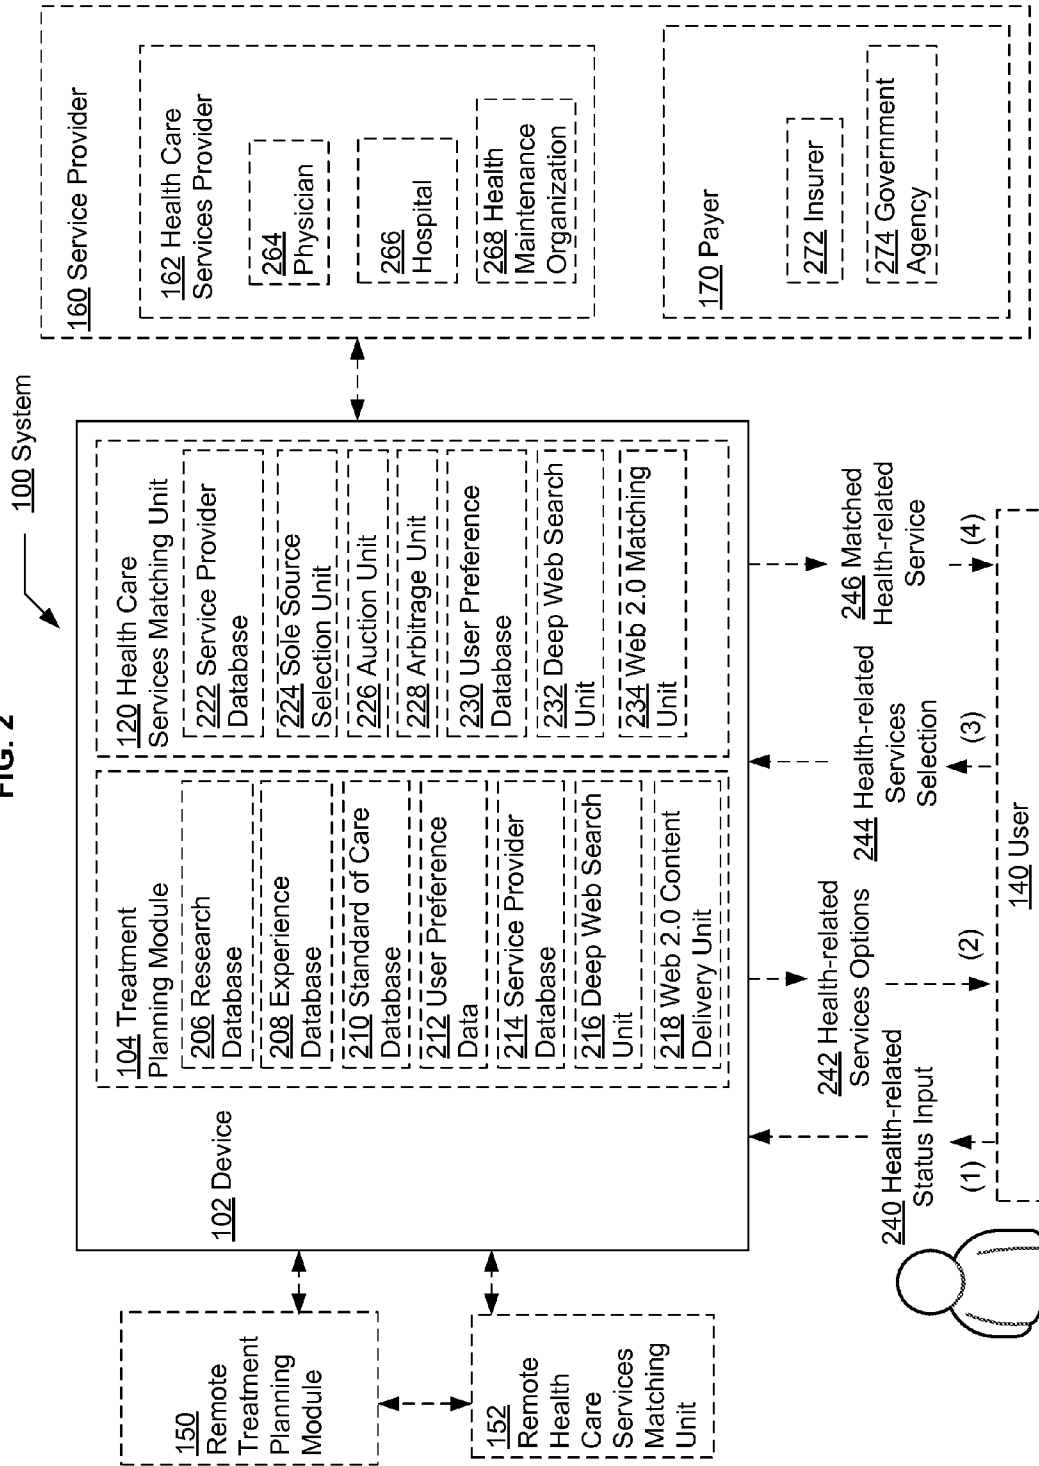 FIG. 2
100 System
102 Device
104 Treatment
Planning Module
206 Research
Database
208 Experience
Database
210 Standard of Care
Database
212 User Preference
Data
214 Service Provider
Database
216 Deep Web Search
Unit
218 Web 2.0 Content
Delivery Unit
120 Health Care
Services Matching Unit
222 Service Provider
Database
224 Sole Source
Selection Unit
226 Auction Unit
228 Arbitrage Unit
230 User Preference
Database
232 Deep Web Search
Unit
234 Web 2.0 Matching
Unit
150
Remote
Treatment
Planning
Module
152
Remote
Health
Care
Services
Matching
Unit
160 Service Provider
162 Health Care
Services Provider
264
Physician
266
Hospital
268 Health
Maintenance
Organization
170 Payer
272 Insurer
274 Government
Agency
240 Health-related
Status Input
(1)
242 Health-related
Services Options
(2)
244 Health-related
Services
Selection
(3)
246 Matched
Health-related
Service
(4)
140 User